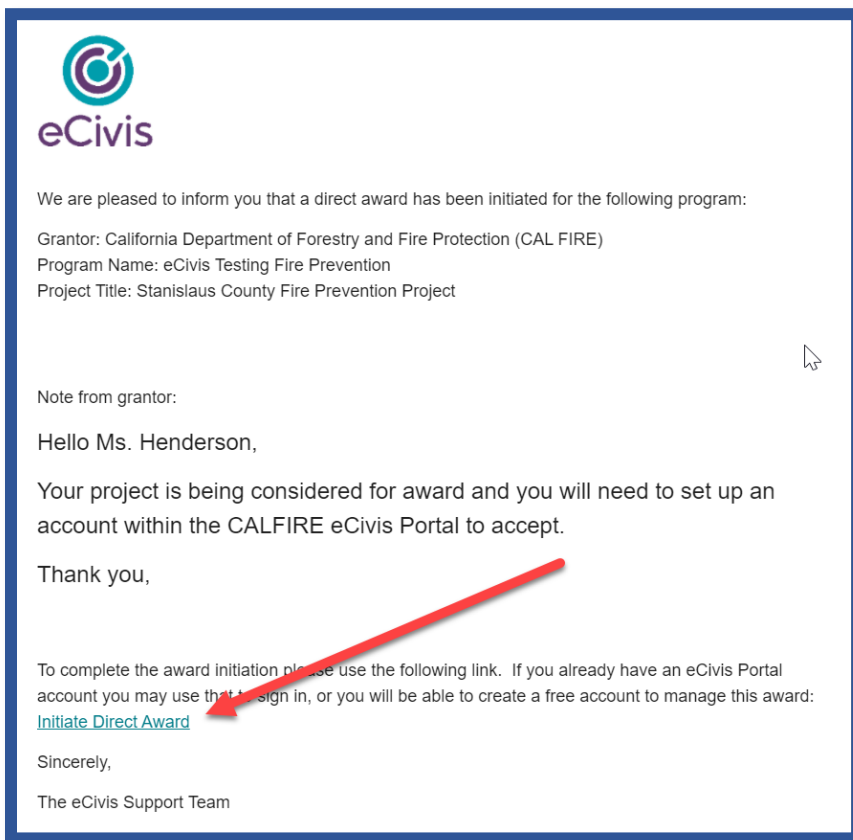 eCivis
We are pleased to inform you that a direct award has been initiated for the following program:
Grantor: California Department of Forestry and Fire Protection (CAL FIRE)
Program Name: eCivis Testing Fire Prevention
Project Title: Stanislaus County Fire Prevention Project
Note from grantor:
Hello Ms. Henderson,
Your project is being considered for award and you will need to set up an
account within the CALFIRE eCivis Portal to accept.
Thank you,
To complete the award initiation please use the following link. If you already have an eCivis Portal
account you may use that to sign in, or you will be able to create a free account to manage this award:
Initiate Direct Award
Sincerely,
The eCivis Support Team